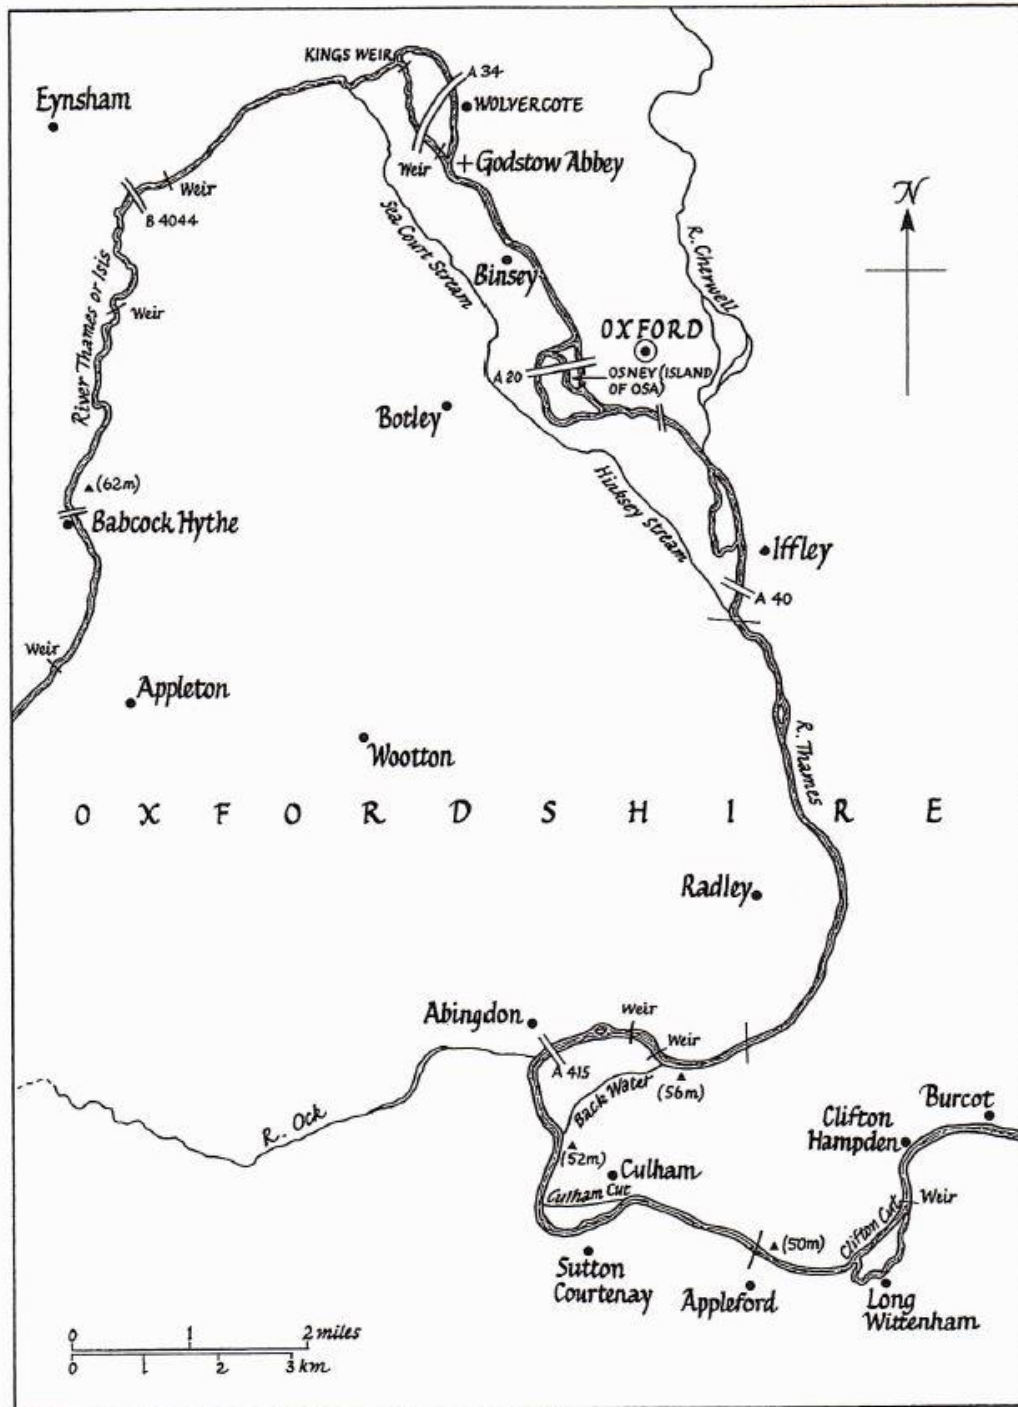 KINGS WEIR
A 34
Eynsham
WOLVERCOTE
Weir
Godstow Abbey
Weir
B 4044
Sea Court Stream
R. Cherwell
N
Binsey
River Thames or Isis
Weir
OXFORD
A 20
OSNEY (ISLAND
OF OSA)
Botley
(62m)
Hinksey Stream
Babcock Hythe
Iffley
A 40
Weir
Appleton
Wootton
R. Thames
OXFORDSHIRE
Radley
Abingdon
Weir
Weir
A 415
Back Water
(56m)
R. Ock
Burcot
Clifton
Hampden
(52m)
Culham
Culham Cut
Weir
Clifton Cut
(50m)
Sutton
Courtenay
Appleford
Long
Wittenham
0 1 2 miles
0 1 2 3 km